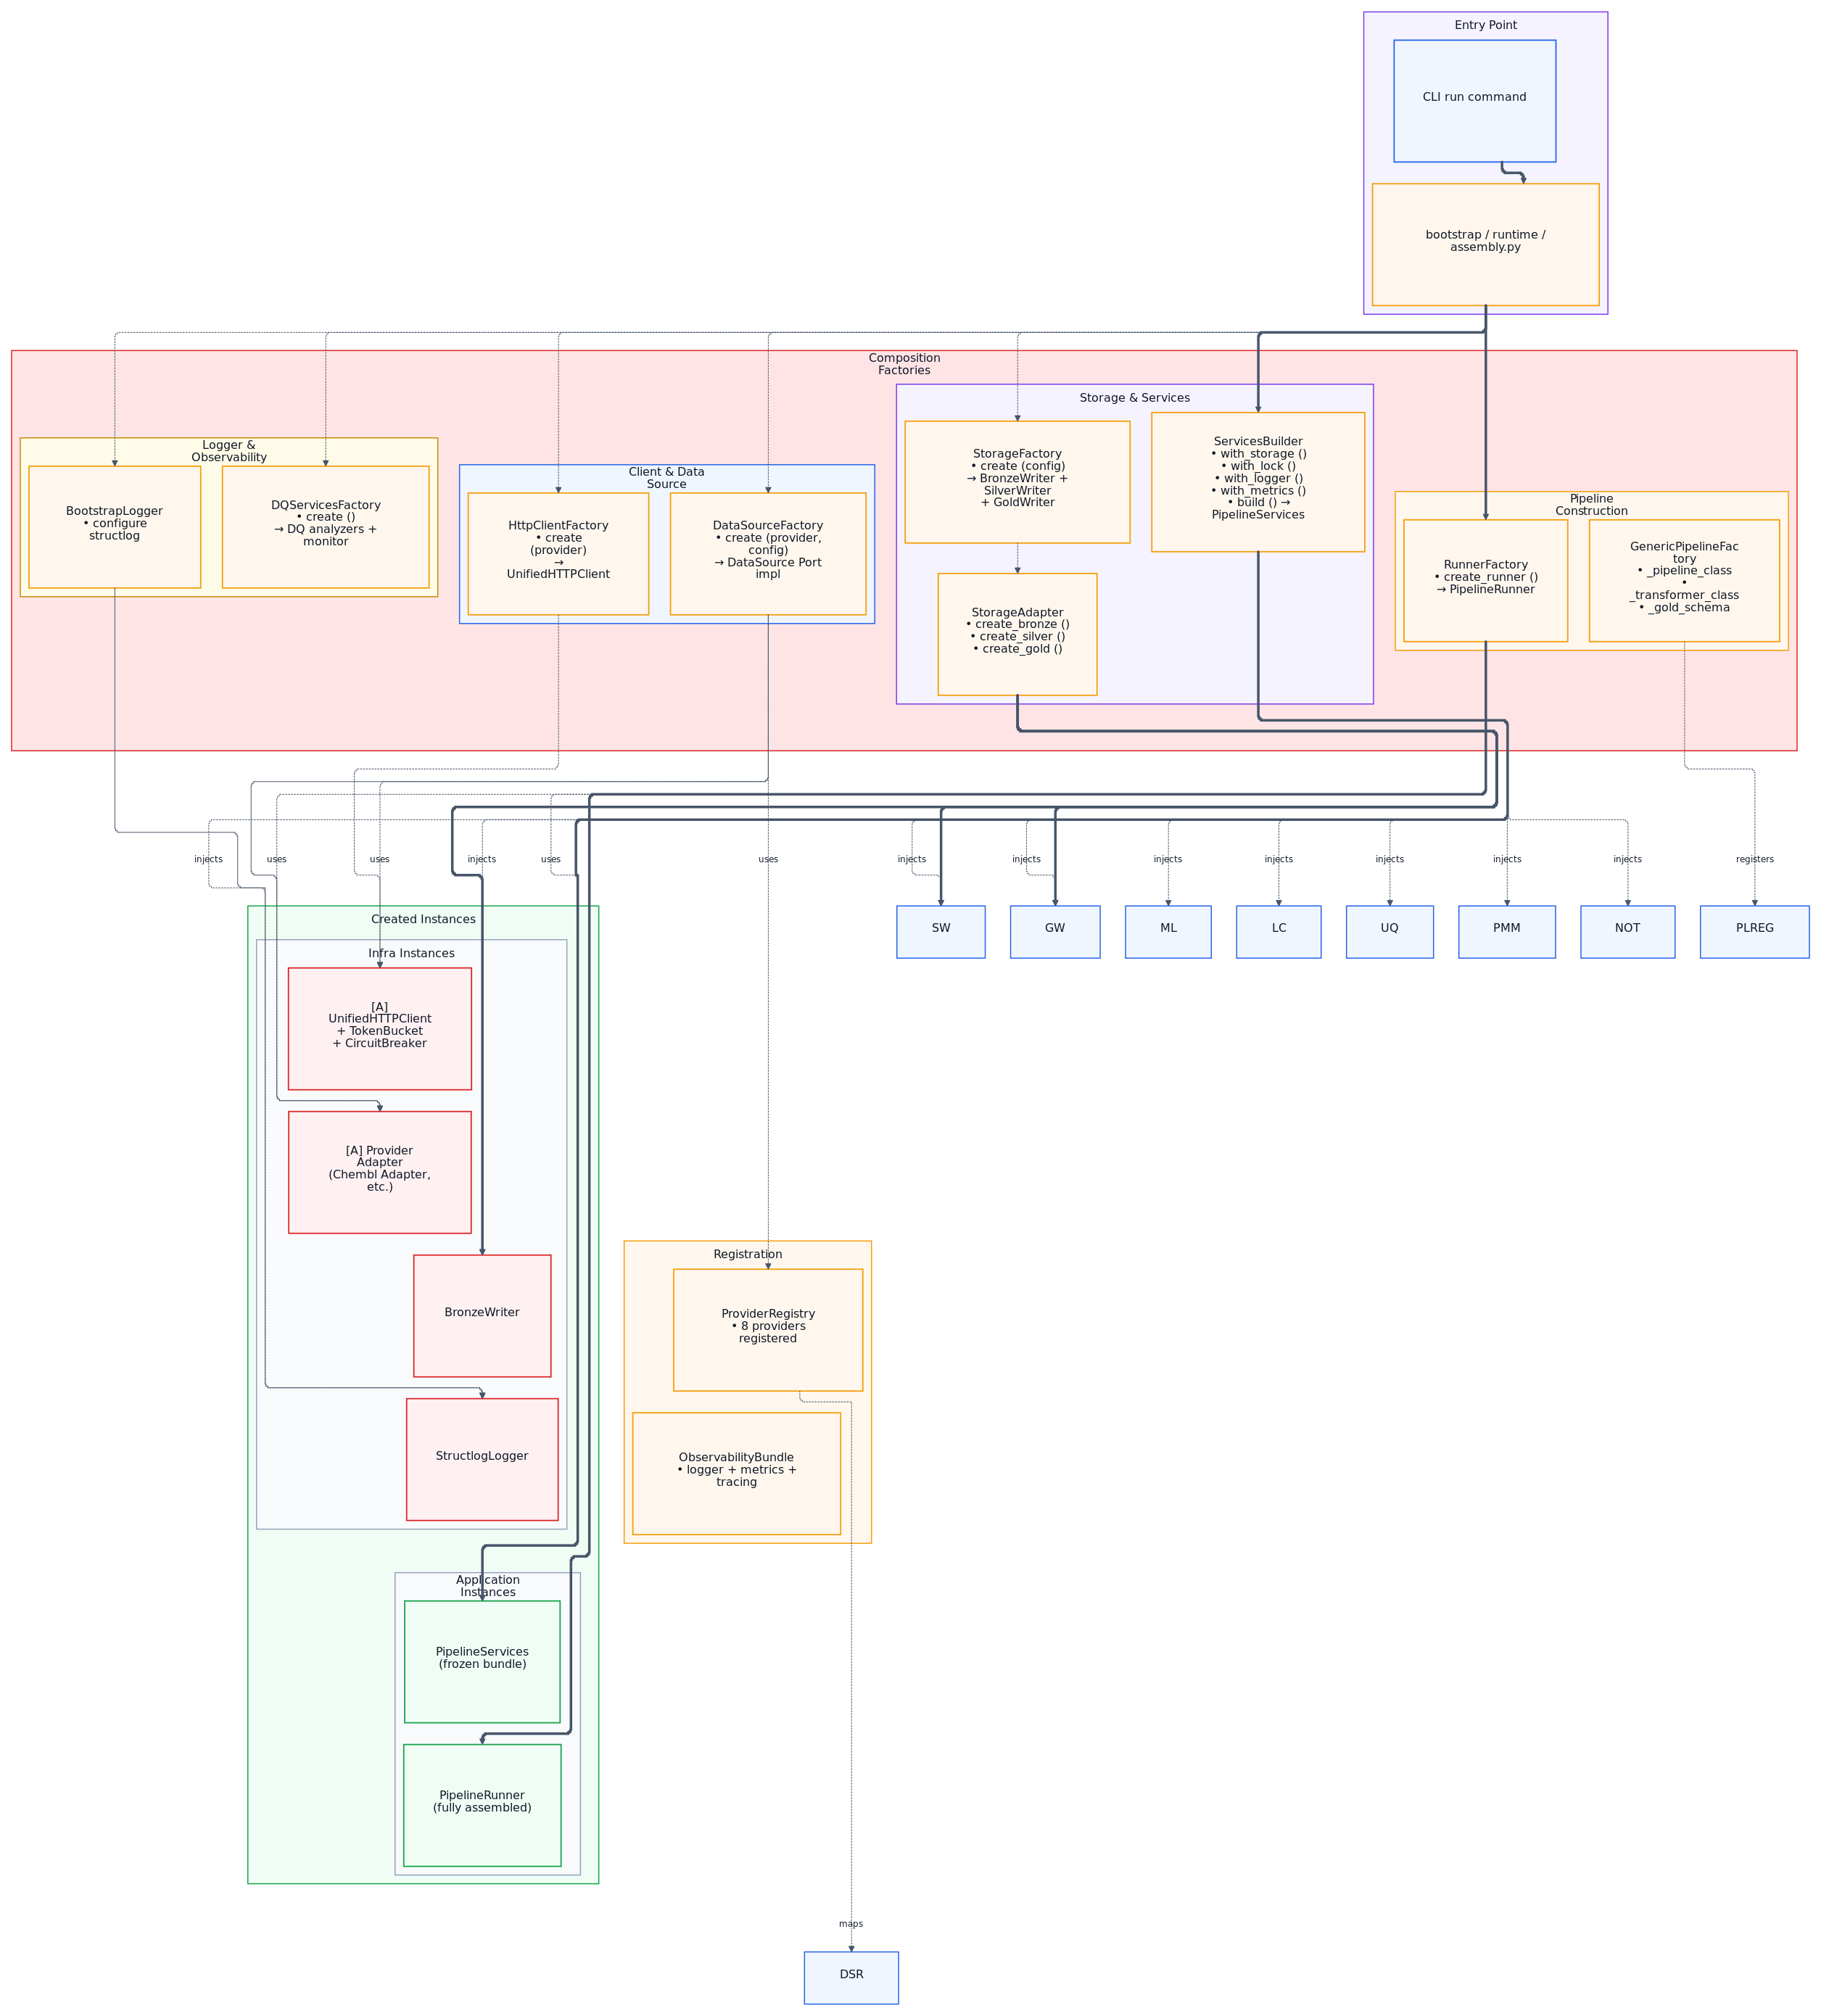 Entry Point
CLI run command
bootstrap / runtime /
assembly.py
Composition
Factories
Storage & Services
Logger &
Observability
Client & Data
Source
Pipeline
Construction
BootstrapLogger
• configure
structlog
DQServicesFactory
• create ()
→ DQ analyzers +
monitor
HttpClientFactory
• create
(provider)
→
UnifiedHTTPClient
DataSourceFactory
• create (provider,
config)
→ DataSource Port
impl
StorageFactory
• create (config)
→ BronzeWriter +
SilverWriter
+ GoldWriter
ServicesBuilder
• with_storage ()
• with_lock ()
• with_logger ()
• with_metrics ()
• build () →
PipelineServices
StorageAdapter
• create_bronze ()
• create_silver ()
• create_gold ()
RunnerFactory
• create_runner ()
→ PipelineRunner
GenericPipelineFac
tory
• _pipeline_class
•
_transformer_class
• _gold_schema
injects
uses
uses
injects
uses
uses
injects
injects
injects
injects
injects
injects
injects
registers
Created Instances
SW
GW
ML
LC
UQ
PMM
NOT
PLREG
Infra Instances
[A]
UnifiedHTTPClient
+ TokenBucket
+ CircuitBreaker
[A] Provider
Adapter
(Chembl Adapter,
etc.)
BronzeWriter
StructlogLogger
Registration
ProviderRegistry
• 8 providers
registered
ObservabilityBundle
• logger + metrics +
tracing
Application
Instances
PipelineServices
(frozen bundle)
PipelineRunner
(fully assembled)
maps
DSR